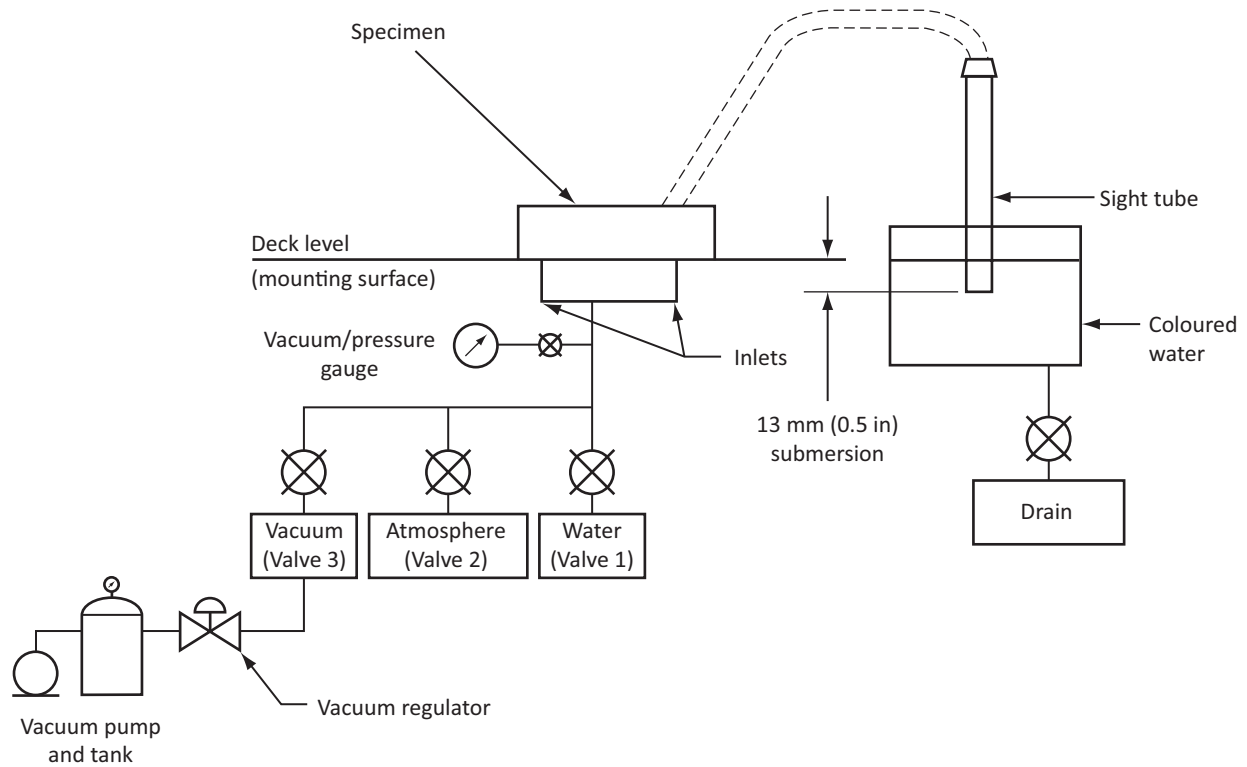 Specimen
Sight tube
Deck level
(mounting surface)
Vacuum/pressure
gauge
Inlets
Coloured
water
13 mm (0.5 in)
submersion
Vacuum
(Valve 3)
Atmosphere
(Valve 2)
Water
(Valve 1)
Drain
Vacuum regulator
Vacuum pump
and tank